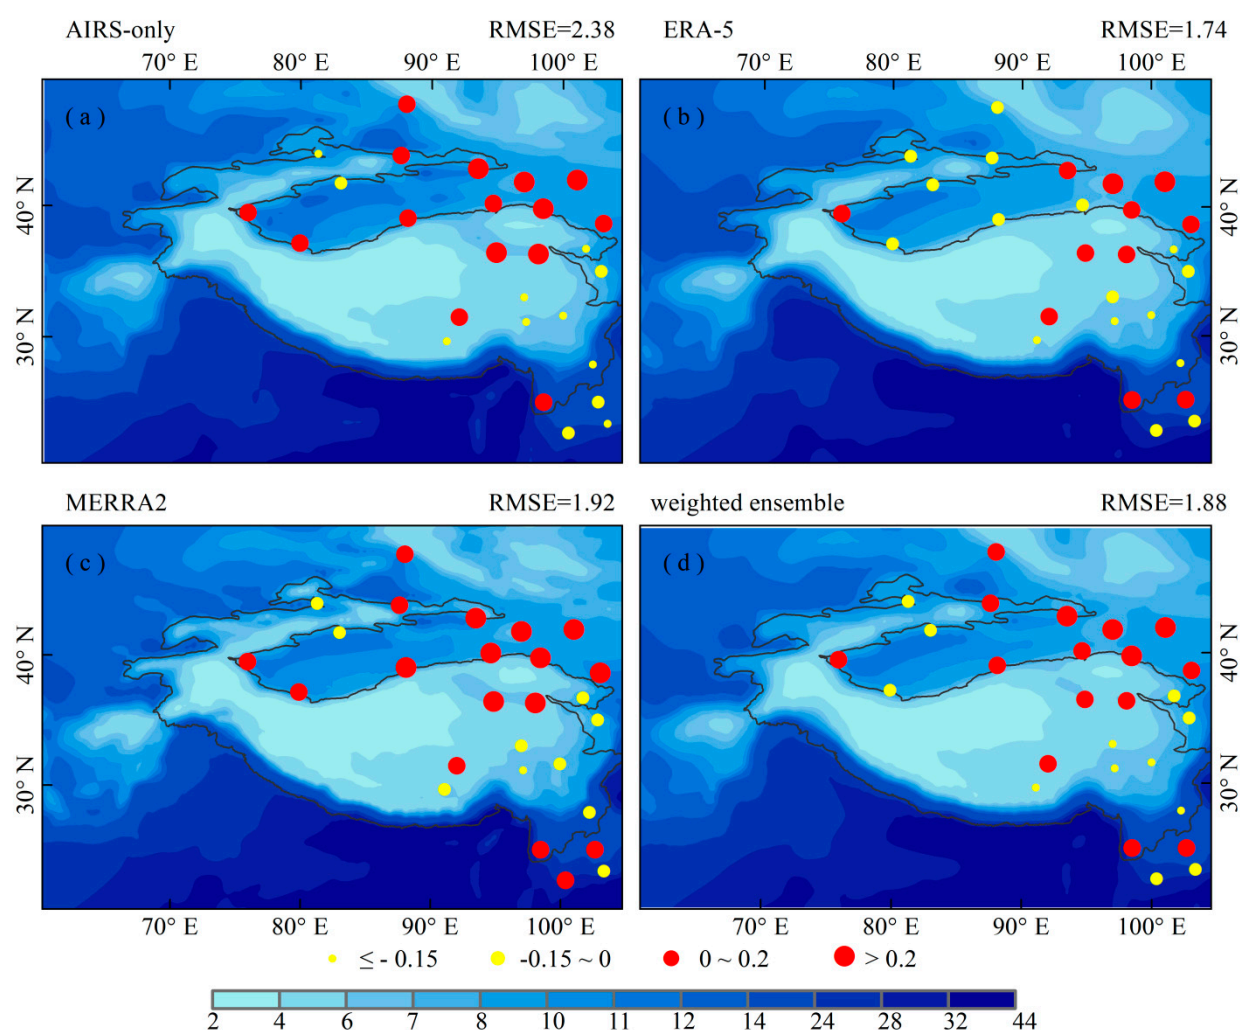 AIRS-only RMSE=2.38 ERA-5 RMSE=1.74
70° E 80° E 90° E 100° E 70° E 80° E 90° E 100° E
( a ) ( b )
40° N 40° N
30° N 30° N
MERRA2 RMSE=1.92 weighted ensemble RMSE=1.88
( c ) ( d )
40° N 40° N
30° N 30° N
70° E 80° E 90° E 100° E 70° E 80° E 90° E 100° E
≤ - 0.15 -0.15 ~ 0 0 ~ 0.2 > 0.2
2 4 6 7 8 10 11 12 14 24 28 32 44